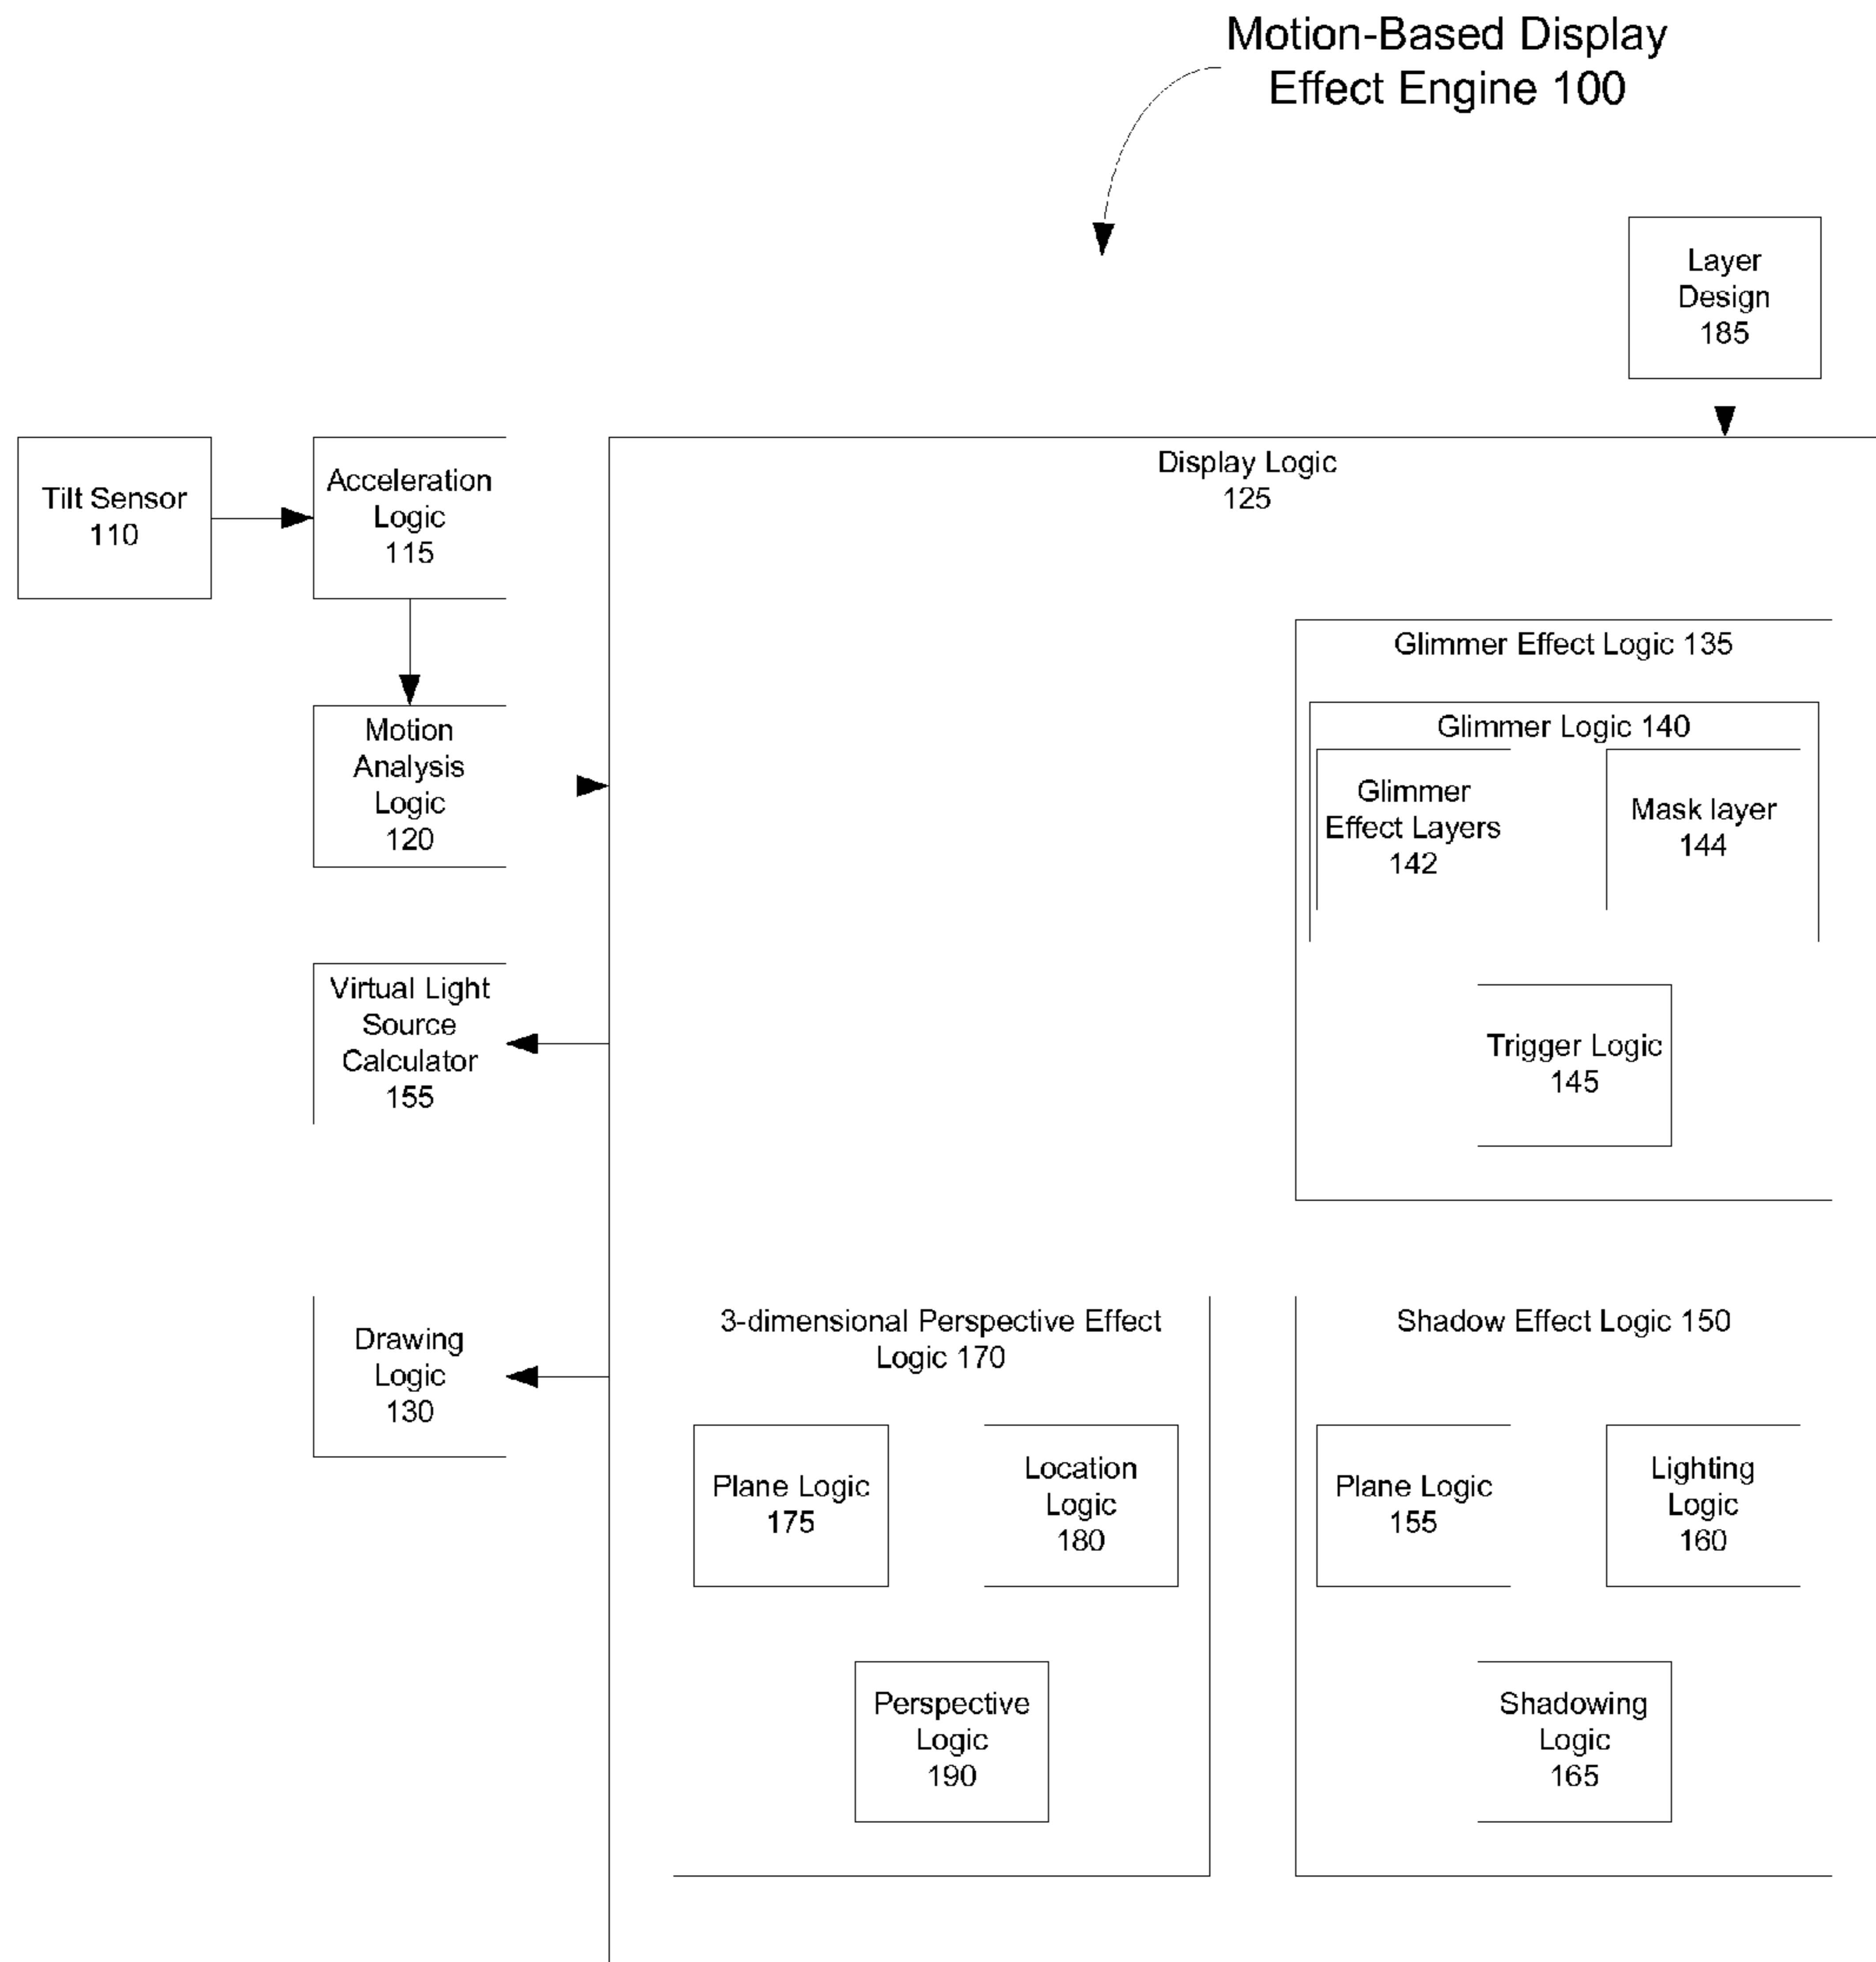 Motion-Based Display
Effect Engine 100
Layer
Design
185
Tilt Sensor
110
Acceleration
Logic
115
Display Logic
125
Motion
Analysis
Logic
120
Glimmer Effect Logic 135
Glimmer Logic 140
Glimmer
Effect Layers
142
Mask layer
144
Trigger Logic
145
Virtual Light
Source
Calculator
155
Drawing
Logic
130
3-dimensional Perspective Effect
Logic 170
Plane Logic
175
Location
Logic
180
Perspective
Logic
190
Shadow Effect Logic 150
Plane Logic
155
Lighting
Logic
160
Shadowing
Logic
165